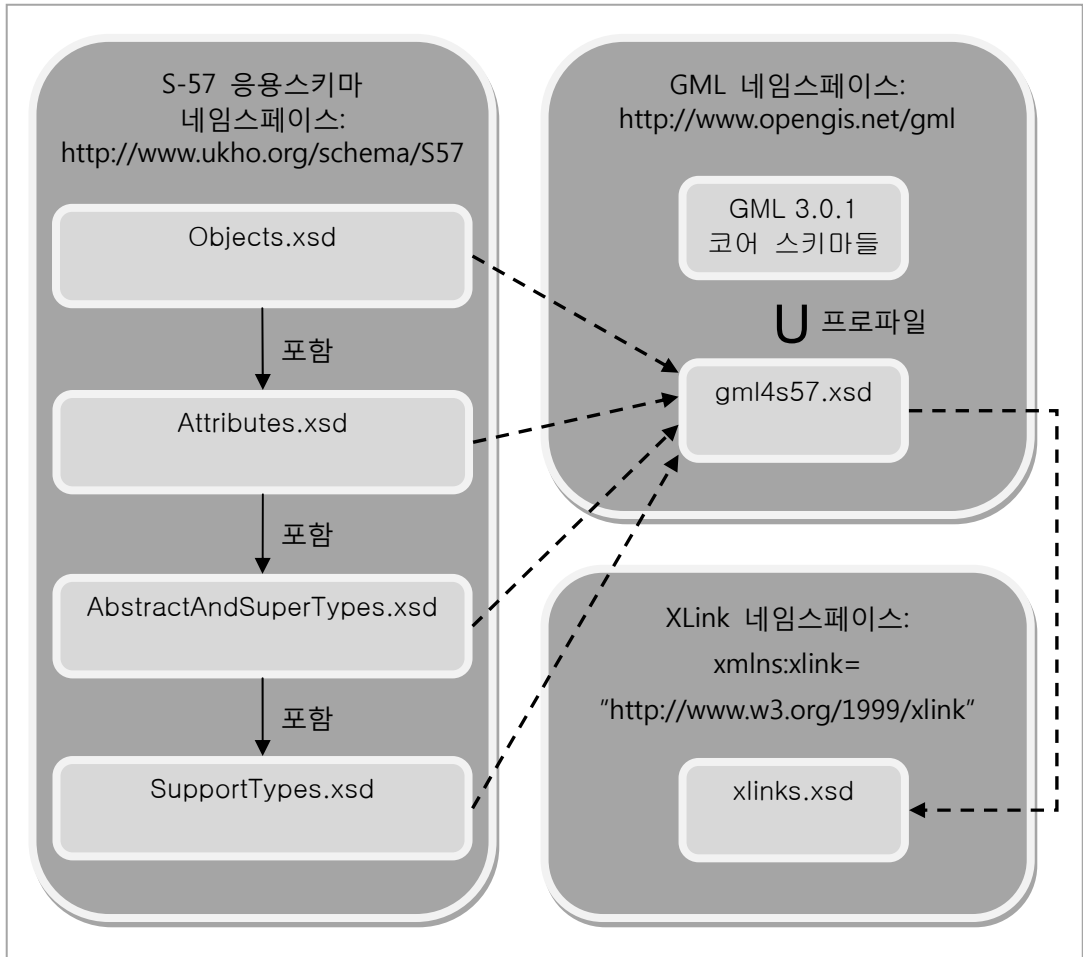 S-57 응용스키마
네임스페이스:
http://www.ukho.org/schema/S57
Objects.xsd
포함
Attributes.xsd
포함
AbstractAndSuperTypes.xsd
포함
SupportTypes.xsd
GML 네임스페이스:
http://www.opengis.net/gml
GML 3.0.1
코어 스키마들
U 프로파일
gml4s57.xsd
XLink 네임스페이스:
xmlns:xlink=
"http://www.w3.org/1999/xlink"
xlinks.xsd